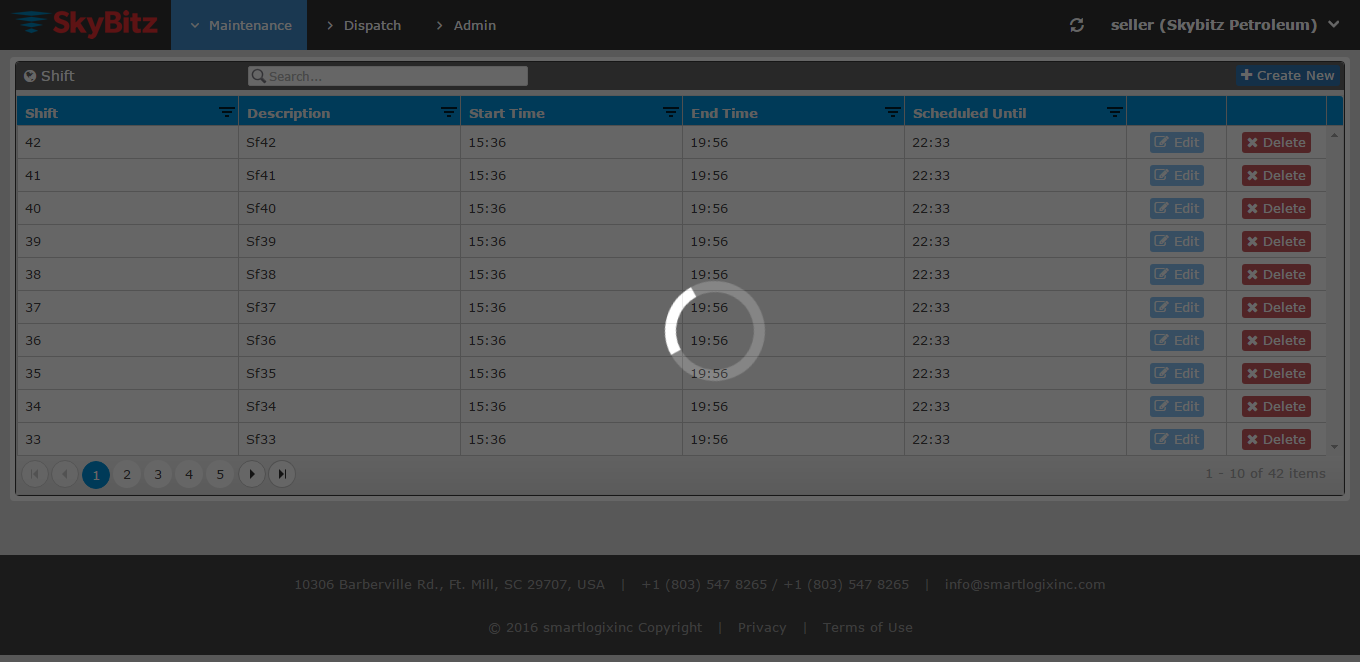 SkyBitz Maintenance Dispatch Admin seller (Skybitz Petroleum)
Shift Search... Create New
Shift Description Start Time End Time Scheduled Until
42 Sf42 15:36 19:56 22:33 Edit Delete
41 Sf41 15:36 19:56 22:33 Edit Delete
40 Sf40 15:36 19:56 22:33 Edit Delete
39 Sf39 15:36 19:56 22:33 Edit Delete
38 Sf38 15:36 19:56 22:33 Edit Delete
37 Sf37 15:36 19:56 22:33 Edit Delete
36 Sf36 15:36 19:56 22:33 Edit Delete
35 Sf35 15:36 19:56 22:33 Edit Delete
34 Sf34 15:36 19:56 22:33 Edit Delete
33 Sf33 15:36 19:56 22:33 Edit Delete
1 2 3 4 5 1 - 10 of 42 items
10306 Barberville Rd., Ft. Mill, SC 29707, USA | +1 (803) 547 8265 / +1 (803) 547 8265 | info@smartlogixinc.com
© 2016 smartlogixinc Copyright | Privacy | Terms of Use